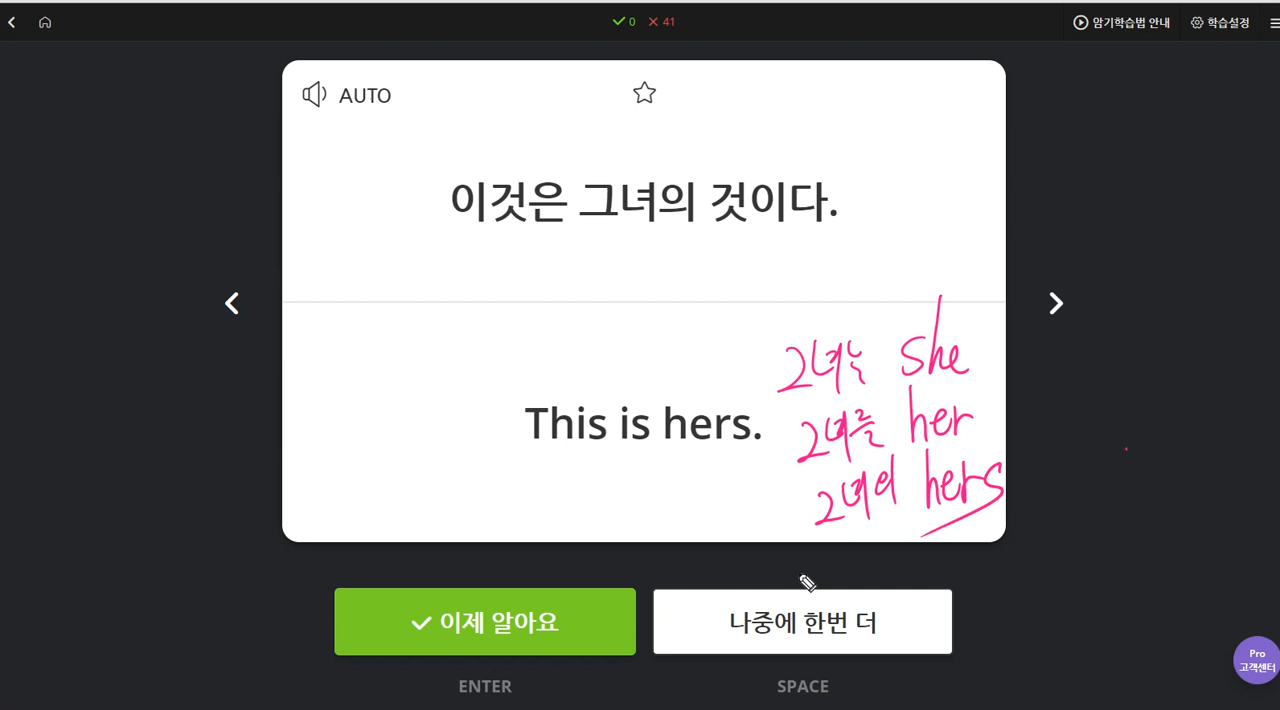 0 41 암기학습법 안내 학습설정
AUTO
이것은 그녀의 것이다.
This is hers.
그녀는 she
그녀를 her
그녀의 hers
이제 알아요 나중에 한번 더
ENTER SPACE
Pro
고객센터